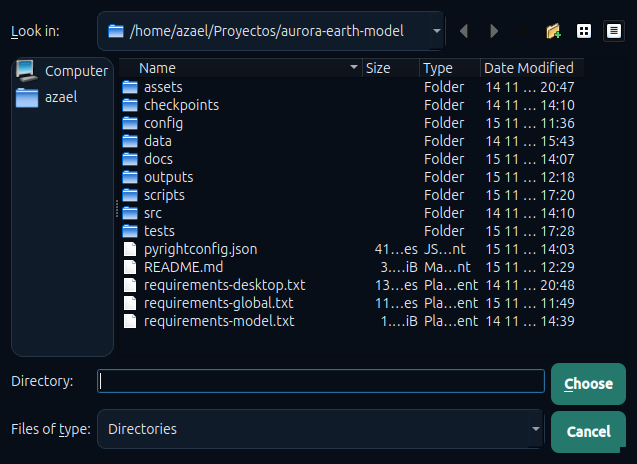 Look in: /home/azael/Proyectos/aurora-earth-model
Computer
azael
Name Size Type Date Modified
assets Folder 14 11 ... 20:47
checkpoints Folder 14 11 ... 14:10
config Folder 15 11 ... 11:36
data Folder 14 11 ... 15:43
docs Folder 15 11 ... 14:07
outputs Folder 15 11 ... 12:18
scripts Folder 15 11 ... 17:20
src Folder 14 11 ... 14:10
tests Folder 15 11 ... 17:28
pyrightconfig.json 41...es JS...nt 15 11 ... 14:03
README.md 3....iB Ma...nt 15 11 ... 12:29
requirements-desktop.txt 13...es Pla...ent 14 11 ... 20:48
requirements-global.txt 11...es Pla...ent 15 11 ... 11:49
requirements-model.txt 1....iB Pla...ent 14 11 ... 14:39
Directory: Choose
Files of type: Directories Cancel